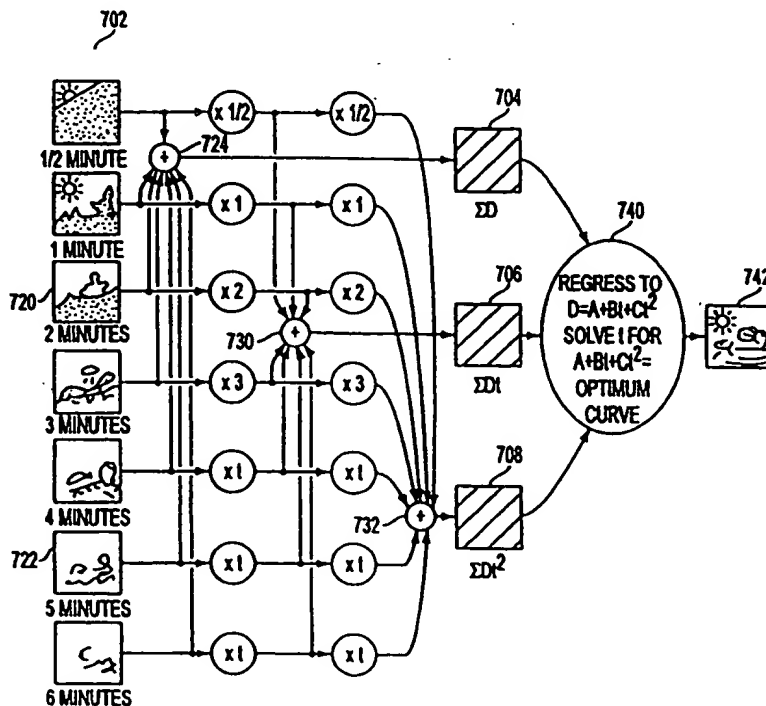 702
1/2 MINUTE
x 1/2
x 1/2
+
724
704
ΣD
1 MINUTE
x 1
x 1
720
2 MINUTES
x 2
x 2
730
+
706
ΣDt
740
REGRESS TO
D=A+Bt+Ct²
SOLVE t FOR
A+Bt+Ct²=
OPTIMUM
CURVE
742
3 MINUTES
x 3
x 3
4 MINUTES
x t
x t
732
+
708
ΣDt²
722
5 MINUTES
x t
x t
6 MINUTES
x t
x t